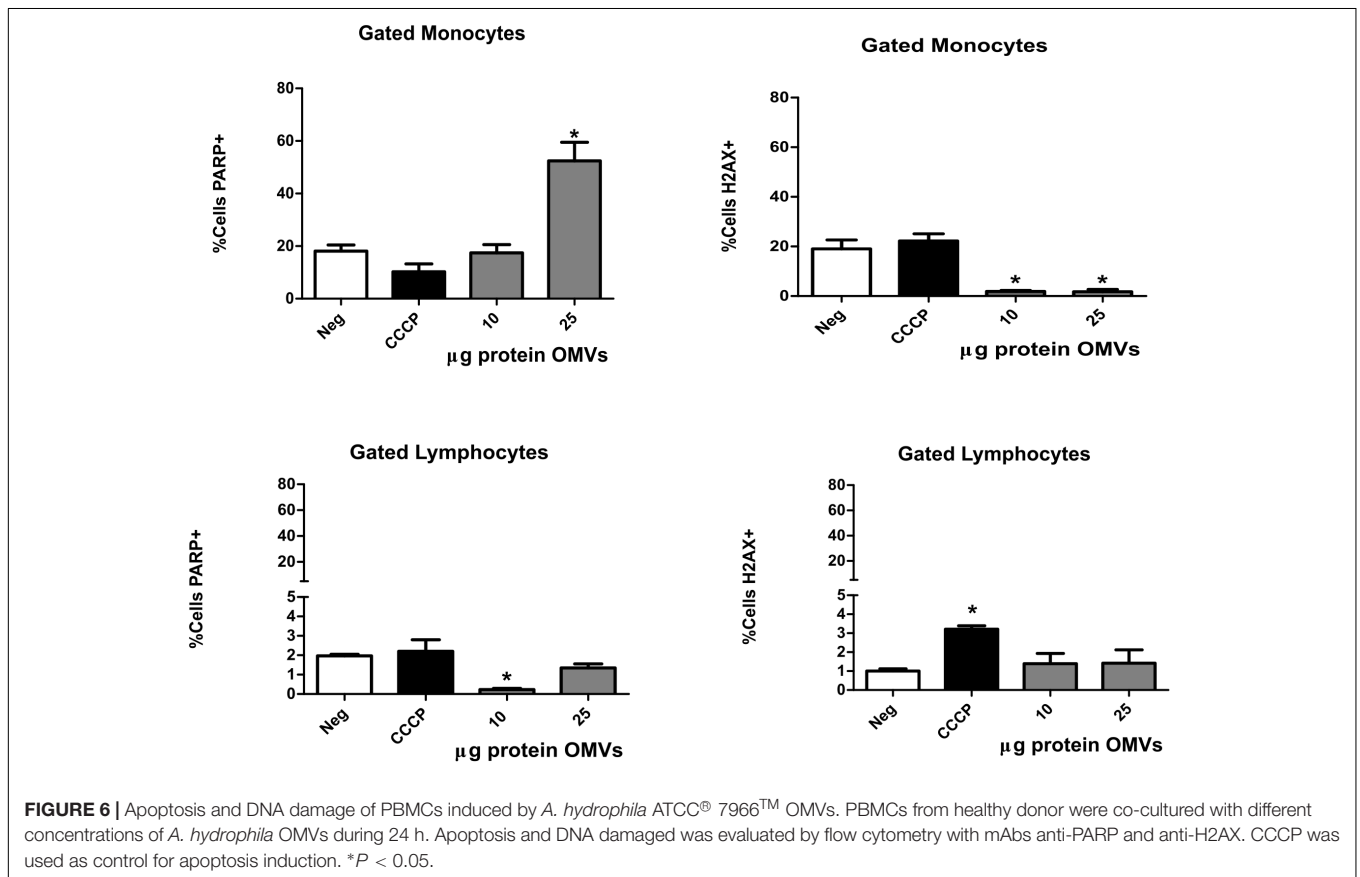 Gated Monocytes
%Cells PARP+
80
60
40
20
0
*
Neg
CCCP
10
25
µg protein OMVs
Gated Monocytes
%Cells H2AX+
80
60
40
20
0
*
*
Neg
CCCP
10
25
µg protein OMVs
Gated Lymphocytes
%Cells PARP+
80
60
40
20
5
4
3
2
1
0
*
Neg
CCCP
10
25
µg protein OMVs
Gated Lymphocytes
%Cells H2AX+
80
60
40
20
5
4
3
2
1
0
*
Neg
CCCP
10
25
µg protein OMVs
FIGURE 6 | Apoptosis and DNA damage of PBMCs induced by A. hydrophila ATCC® 7966™ OMVs. PBMCs from healthy donor were co-cultured with different
concentrations of A. hydrophila OMVs during 24 h. Apoptosis and DNA damaged was evaluated by flow cytometry with mAbs anti-PARP and anti-H2AX. CCCP was
used as control for apoptosis induction. *P < 0.05.